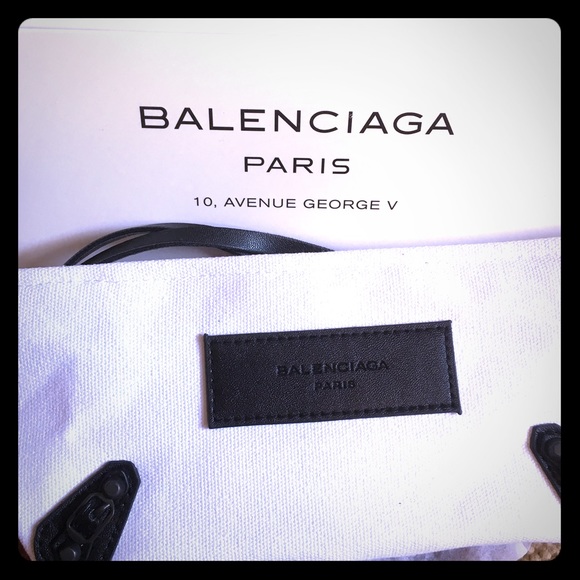 BALENCIAGA
PARIS
10, AVENUE GEORGE V
BALENCIAGA
PARIS